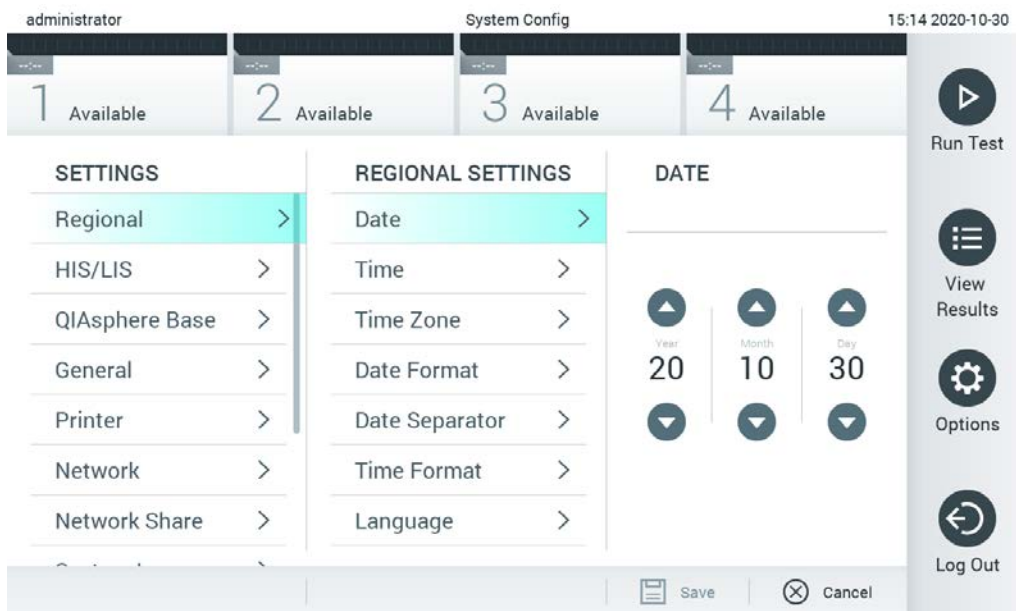 administrator System Config 15:14 2020-10-30
--:-- --:-- --:-- --:--
1 Available 2 Available 3 Available 4 Available
Run Test
SETTINGS
Regional
HIS/LIS
QIAsphere Base
General
Printer
Network
Network Share
REGIONAL SETTINGS
Date
Time
Time Zone
Date Format
Date Separator
Time Format
Language
DATE
Year Month Day
20 10 30
View
Results
Options
Log Out
Save Cancel